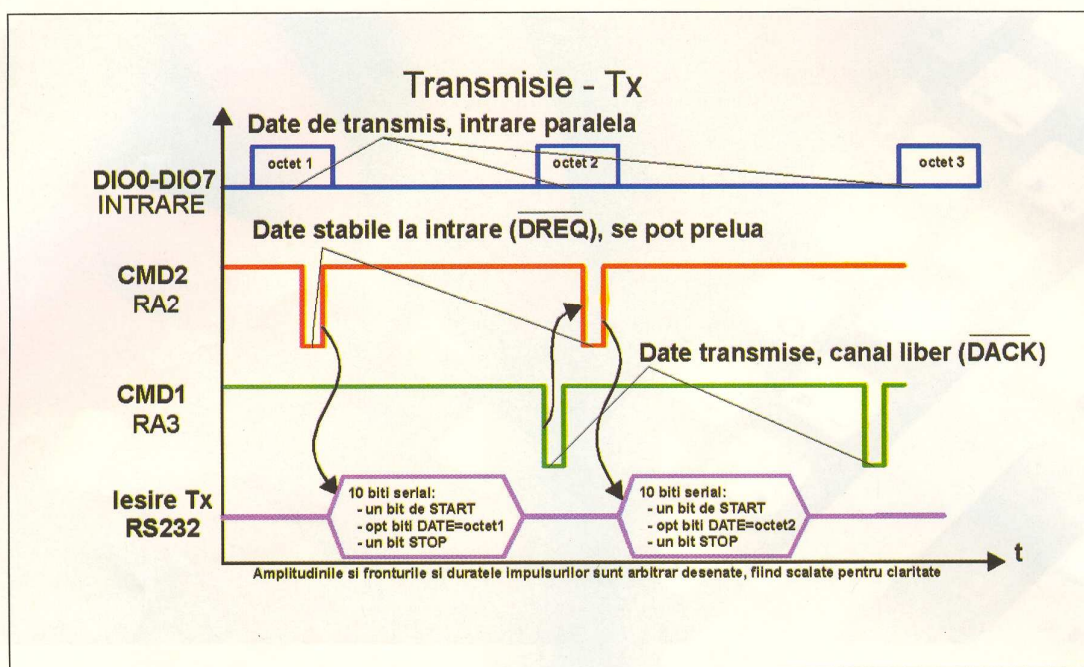 Transmisie - Tx
Date de transmis, intrare paralela
octet 1
octet 2
octet 3
DIO0-DIO7
INTRARE
Date stabile la intrare (DREQ), se pot prelua
CMD2
RA2
Date transmise, canal liber (DACK)
CMD1
RA3
Iesire Tx
RS232
10 biti serial:
- un bit de START
- opt biti DATE=octet1
- un bit STOP
10 biti serial:
- un bit de START
- opt biti DATE=octet2
- un bit STOP
t
Amplitudinile si fronturile si duratele impulsurilor sunt arbitrar desenate, fiind scalate pentru claritate